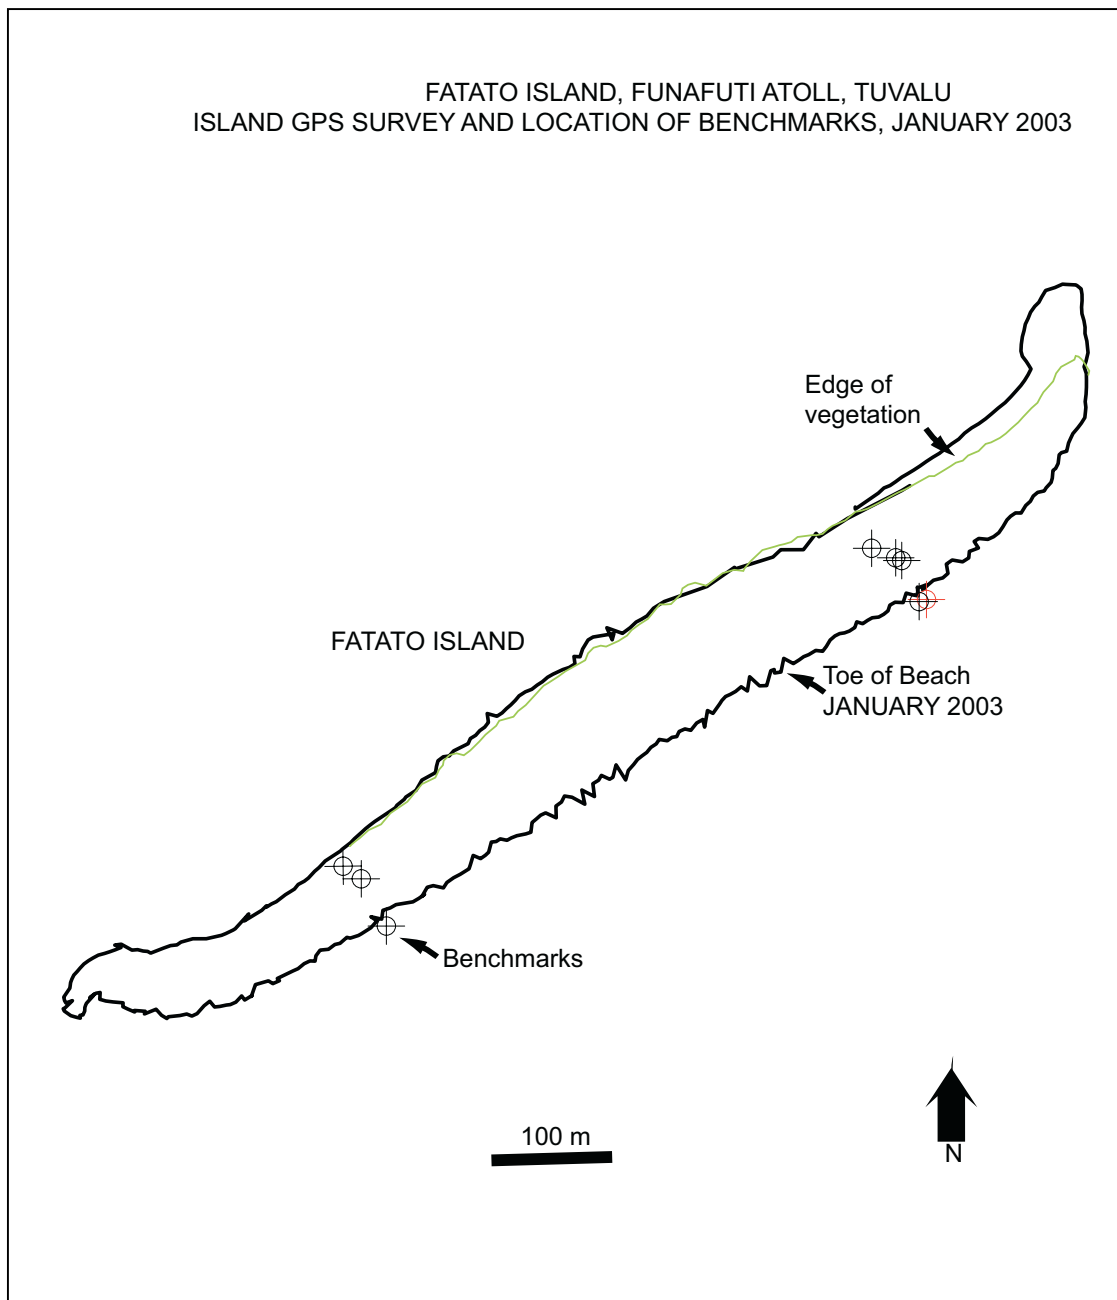 FATATO ISLAND, FUNAFUTI ATOLL, TUVALU
ISLAND GPS SURVEY AND LOCATION OF BENCHMARKS, JANUARY 2003
Edge of
vegetation
FATATO ISLAND
Toe of Beach
JANUARY 2003
Benchmarks
100 m
N